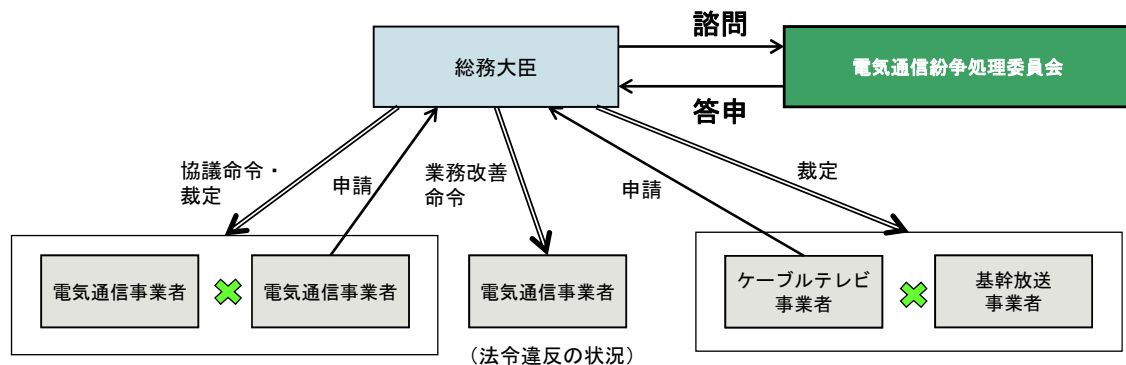 諮問
総務大臣
電気通信紛争処理委員会
答申
協議命令・
裁定
申請
業務改善
命令
申請
裁定
電気通信事業者
電気通信事業者
電気通信事業者
ケーブルテレビ
事業者
基幹放送
事業者
（法令違反の状況）